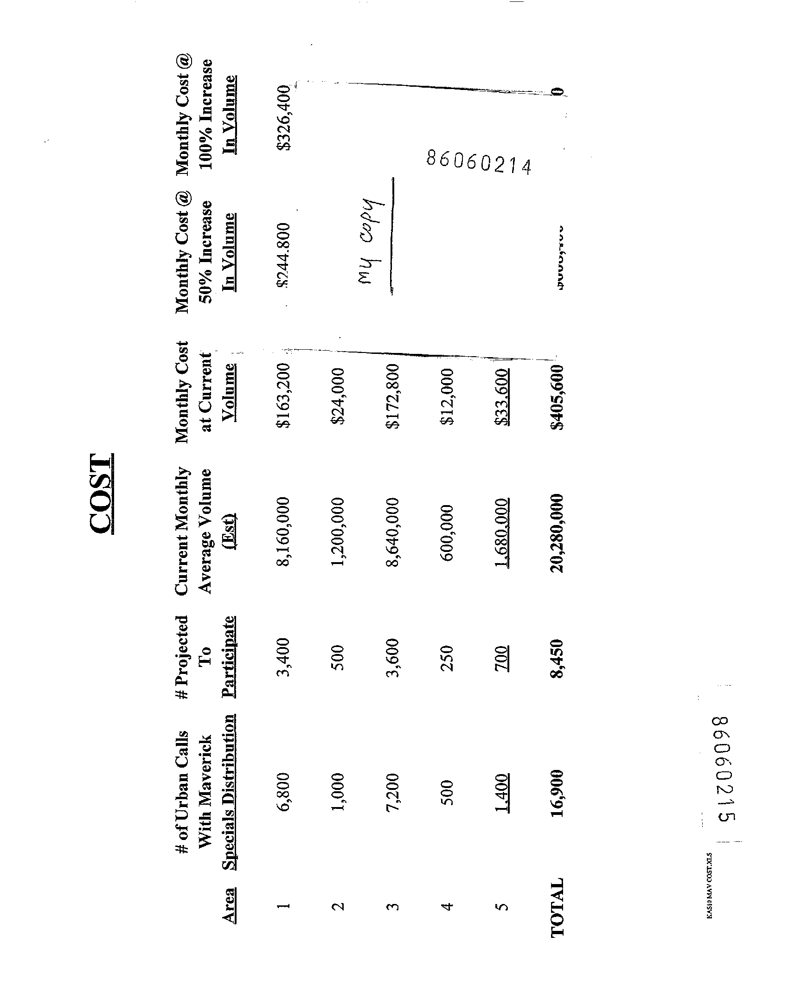 COST
# of Urban Calls # Projected Current Monthly Monthly Cost Monthly Cost @ Monthly Cost @
With Maverick To Average Volume at Current 50% Increase 100% Increase
Area Specials Distribution Participate (Est) Volume In Volume In Volume
1 6,800 3,400 8,160,000 $163,200 $244,800 $326,400
2 1,000 500 1,200,000 $24,000
3 7,200 3,600 8,640,000 $172,800
my copy
4 500 250 600,000 $12,000
86060214
5 1,400 700 1,680,000 $33,600
TOTAL 16,900 8,450 20,280,000 $405,600 0
KASH MAV COST.XLS
86060215